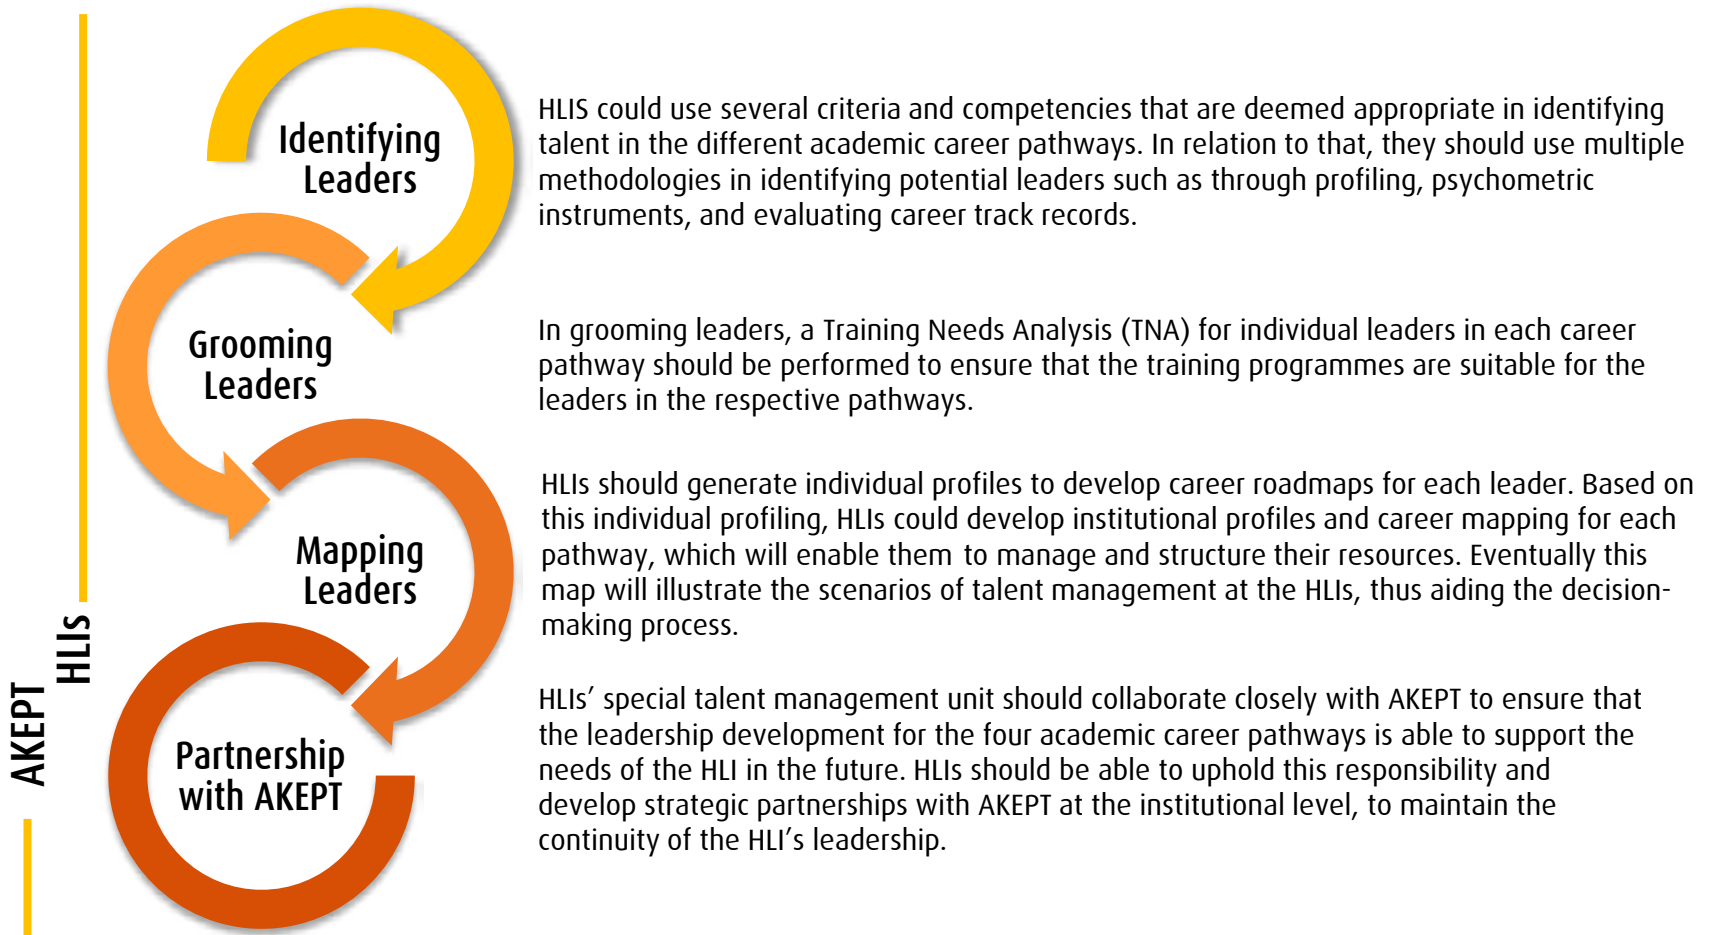 Identifying
Leaders
HLIS could use several criteria and competencies that are deemed appropriate in identifying
talent in the different academic career pathways. In relation to that, they should use multiple
methodologies in identifying potential leaders such as through profiling, psychometric
instruments, and evaluating career track records.
Grooming
Leaders
In grooming leaders, a Training Needs Analysis (TNA) for individual leaders in each career
pathway should be performed to ensure that the training programmes are suitable for the
leaders in the respective pathways.
Mapping
Leaders
HLIs should generate individual profiles to develop career roadmaps for each leader. Based on
this individual profiling, HLIs could develop institutional profiles and career mapping for each
pathway, which will enable them to manage and structure their resources. Eventually this
map will illustrate the scenarios of talent management at the HLIs, thus aiding the decision-
making process.
Partnership
with AKEPT
HLIs’ special talent management unit should collaborate closely with AKEPT to ensure that
the leadership development for the four academic career pathways is able to support the
needs of the HLI in the future. HLIs should be able to uphold this responsibility and
develop strategic partnerships with AKEPT at the institutional level, to maintain the
continuity of the HLI’s leadership.
HLIs
AKEPT